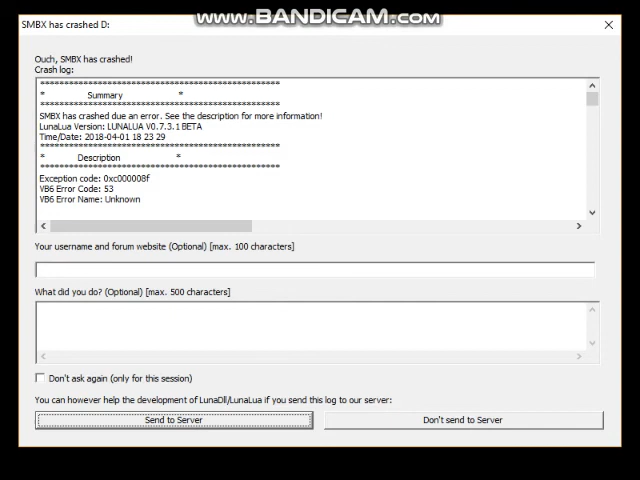 www.BANDICAM.com
SMBX has crashed D:
Ouch, SMBX has crashed!
Crash log:
**************************************************
* Summary *
**************************************************
SMBX has crashed due an error. See the description for more information!
LunaLua Version: LUNALUA V0.7.3.1 BETA
Time/Date: 2018-04-01 18 23 29
**************************************************
* Description *
**************************************************
Exception code: 0xc000008f
VB6 Error Code: 53
VB6 Error Name: Unknown
Your username and forum website (Optional) [max. 100 characters]
What did you do? (Optional) [max. 500 characters]
Don't ask again (only for this session)
You can however help the development of LunaDll/LunaLua if you send this log to our server:
Send to Server
Don't send to Server